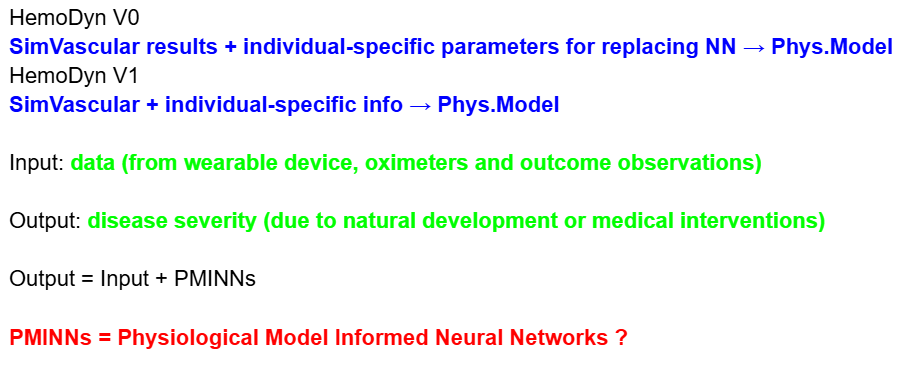 HemoDyn V0
SimVascular results + individual-specific parameters for replacing NN → Phys.Model
HemoDyn V1
SimVascular + individual-specific info → Phys.Model
Input: data (from wearable device, oximeters and outcome observations)
Output: disease severity (due to natural development or medical interventions)
Output = Input + PMINNs
PMINNs = Physiological Model Informed Neural Networks ?